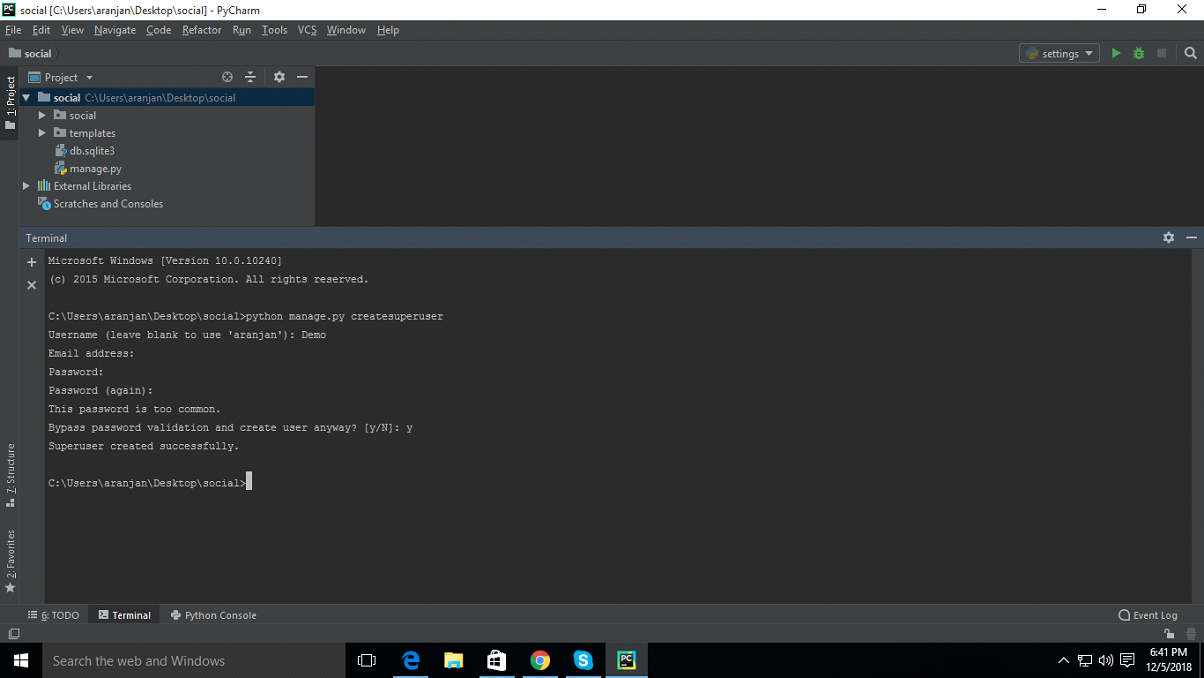 social [C:\Users\aranjan\Desktop\social] - PyCharm
File Edit View Navigate Code Refactor Run Tools VCS Window Help
social
settings
1: Project
Project
social C:\Users\aranjan\Desktop\social
social
templates
db.sqlite3
manage.py
External Libraries
Scratches and Consoles
Terminal
Microsoft Windows [Version 10.0.10240]
(c) 2015 Microsoft Corporation. All rights reserved.
C:\Users\aranjan\Desktop\social>python manage.py createsuperuser
Username (leave blank to use 'aranjan'): Demo
Email address:
Password:
Password (again):
This password is too common.
Bypass password validation and create user anyway? [y/N]: y
Superuser created successfully.
C:\Users\aranjan\Desktop\social>
7: Structure
2: Favorites
6: TODO Terminal Python Console Event Log
Search the web and Windows
6:41 PM
12/5/2018